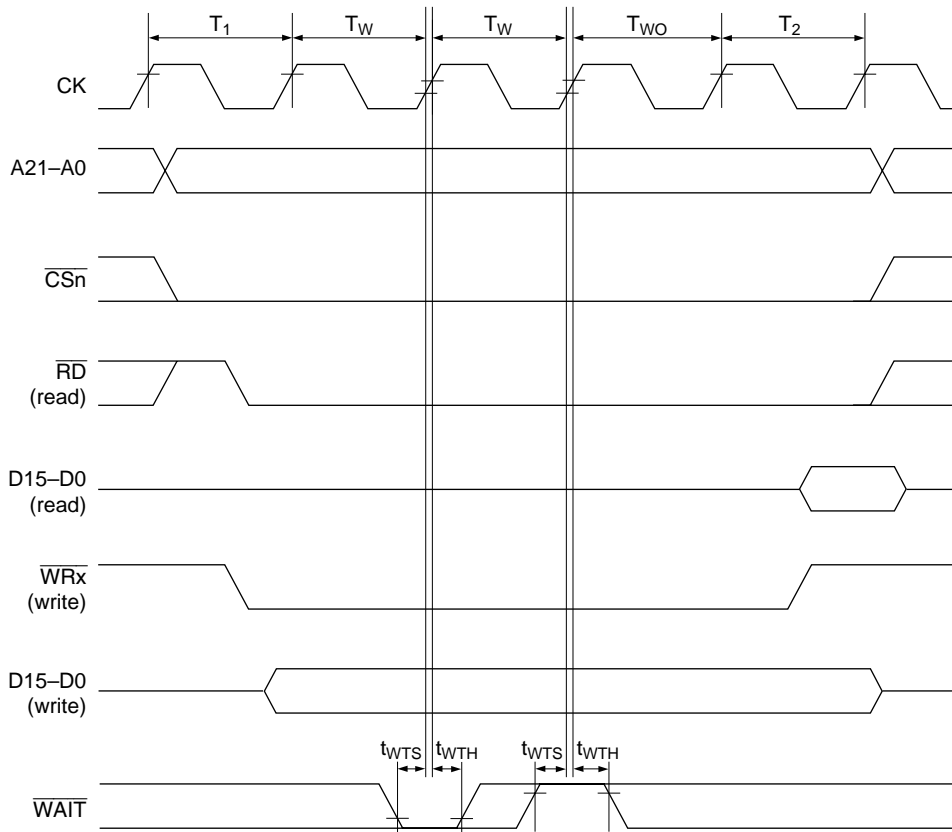 T1 TW TW TWO T2
CK
A21–A0
CSn
RD
(read)
D15–D0
(read)
WRx
(write)
D15–D0
(write)
tWTS tWTH tWTS tWTH
WAIT